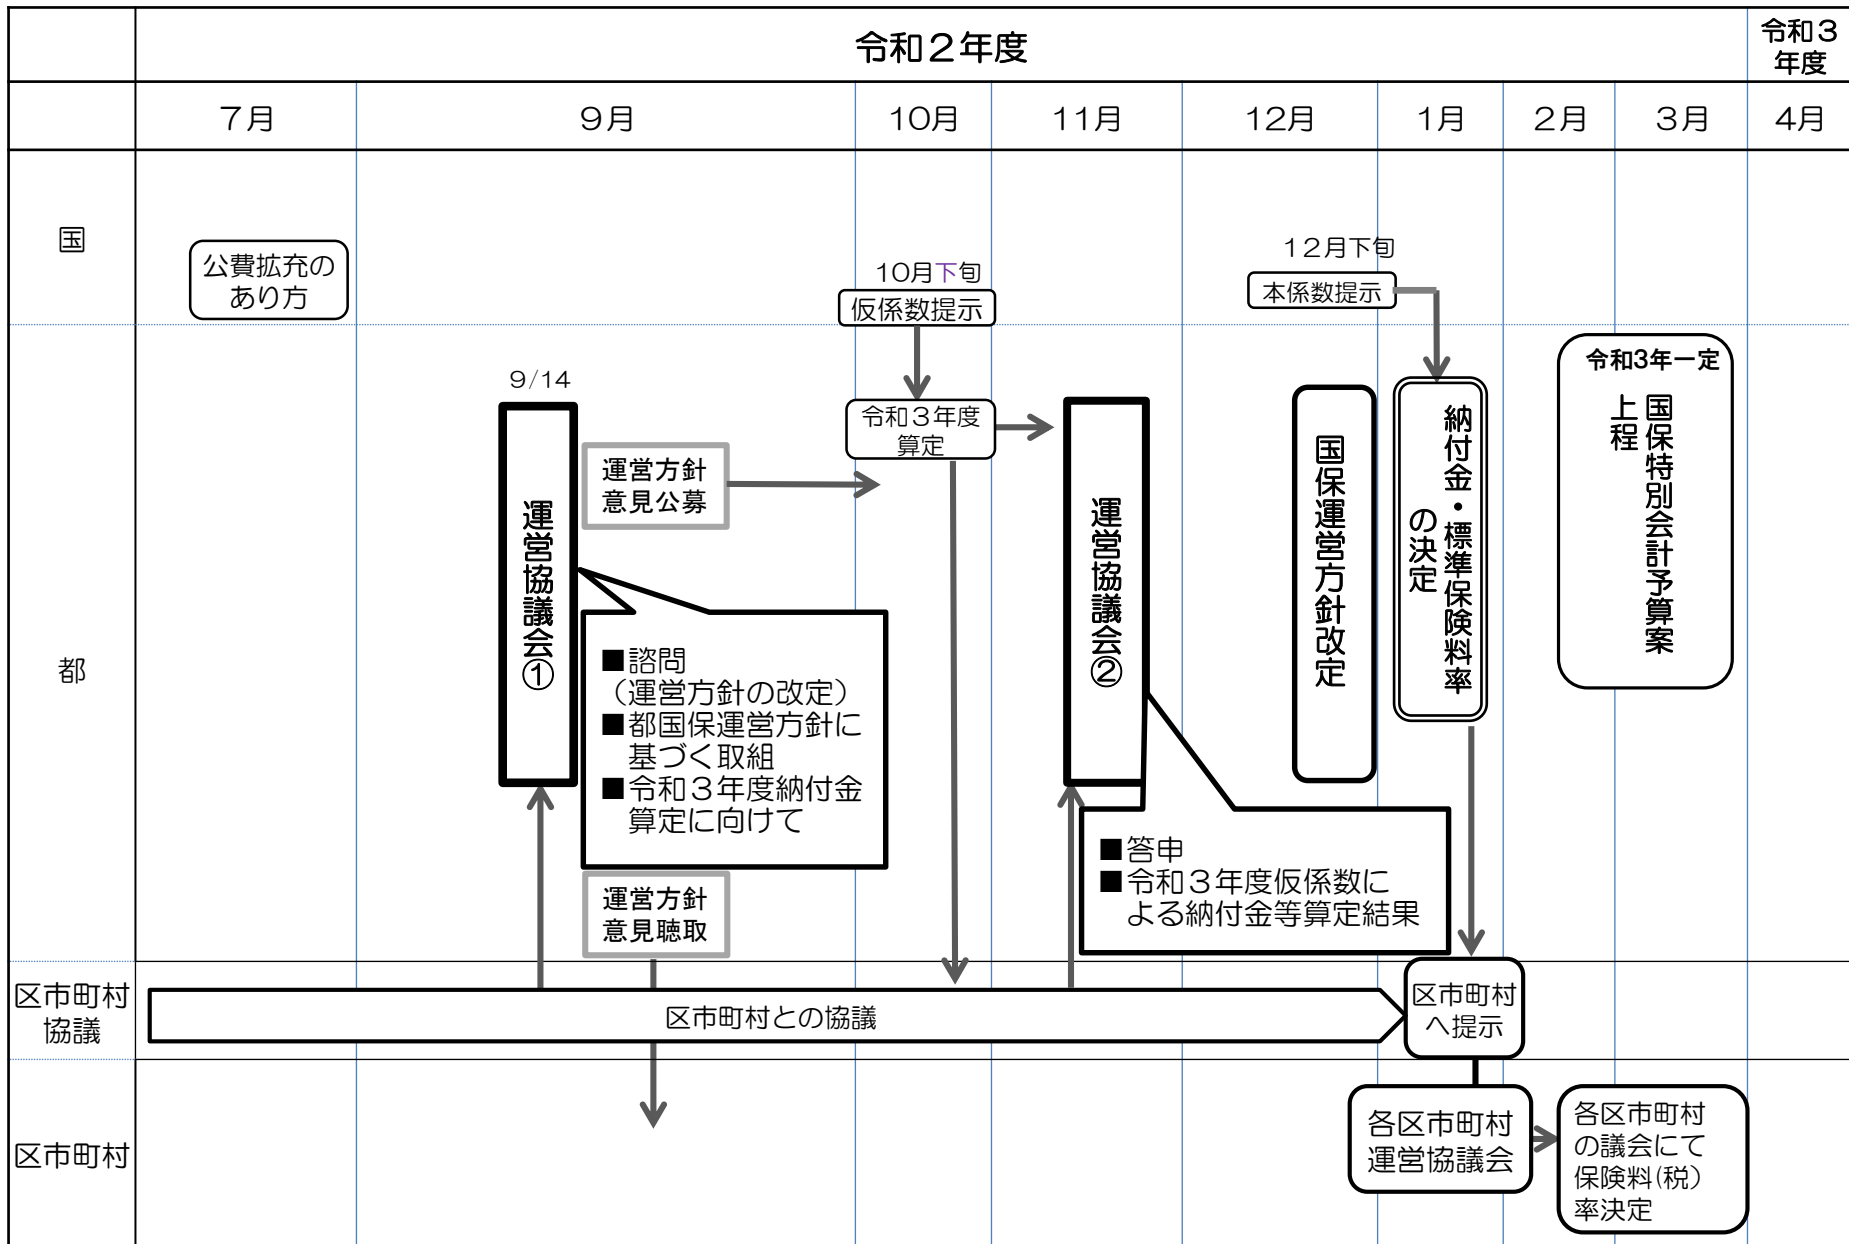 令和２年度
令和３
年度
7月
9月
10月
11月
12月
1月
2月
3月
4月
国
公費拡充の
あり方
10月下旬
仮係数提示
12月下旬
本係数提示
都
9/14
運営協議会①
運営方針
意見公募
令和３年度
算定
■諮問
（運営方針の改定）
■都国保運営方針に
基づく取組
■令和３年度納付金
算定に向けて
運営方針
意見聴取
運営協議会②
■答申
■令和３年度仮係数に
よる納付金等算定結果
国保運営方針改定
納付金・標準保険料率
の決定
令和3年一定
国保特別会計予算案
上程
区市町村
協議
区市町村との協議
区市町村
へ提示
区市町村
各区市町村
運営協議会
各区市町村
の議会にて
保険料(税)
率決定